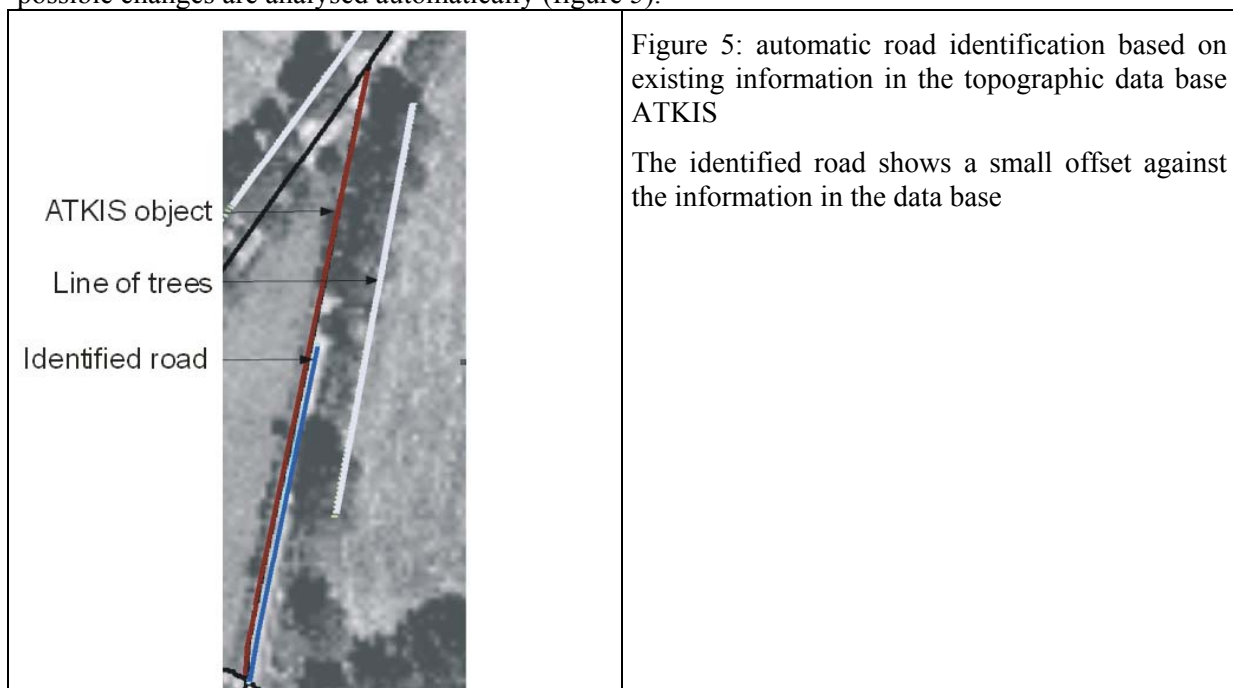 possible changes are analysed automatically (figure 5).
Figure 5: automatic road identification based on
existing information in the topographic data base
ATKIS
The identified road shows a small offset against
the information in the data base
ATKIS object
Line of trees
Identified road